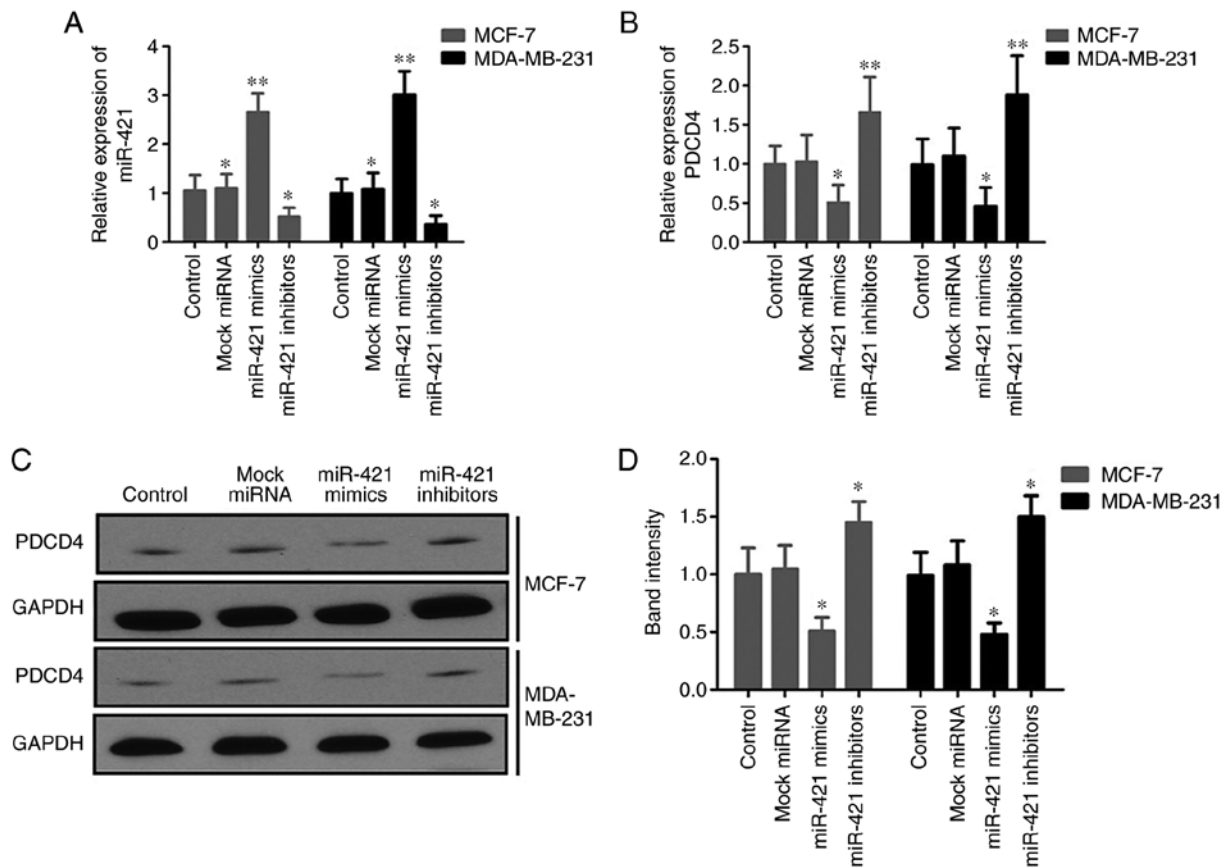 A
MCF-7
MDA-MB-231
Relative expression of
miR-421
4
3
2
1
0
** **
* * * *
Control
Mock miRNA
miR-421 mimics
miR-421 inhibitors
Control
Mock miRNA
miR-421 mimics
miR-421 inhibitors
B
MCF-7
MDA-MB-231
Relative expression of
PDCD4
2.5
2.0
1.5
1.0
0.5
0.0
** **
* *
Control
Mock miRNA
miR-421 mimics
miR-421 inhibitors
Control
Mock miRNA
miR-421 mimics
miR-421 inhibitors
C
Control
Mock
miRNA
miR-421
mimics
miR-421
inhibitors
PDCD4
GAPDH
MCF-7
PDCD4
GAPDH
MDA-
MB-231
D
MCF-7
MDA-MB-231
Band intensity
2.0
1.5
1.0
0.5
0.0
* *
* *
Control
Mock miRNA
miR-421 mimics
miR-421 inhibitors
Control
Mock miRNA
miR-421 mimics
miR-421 inhibitors